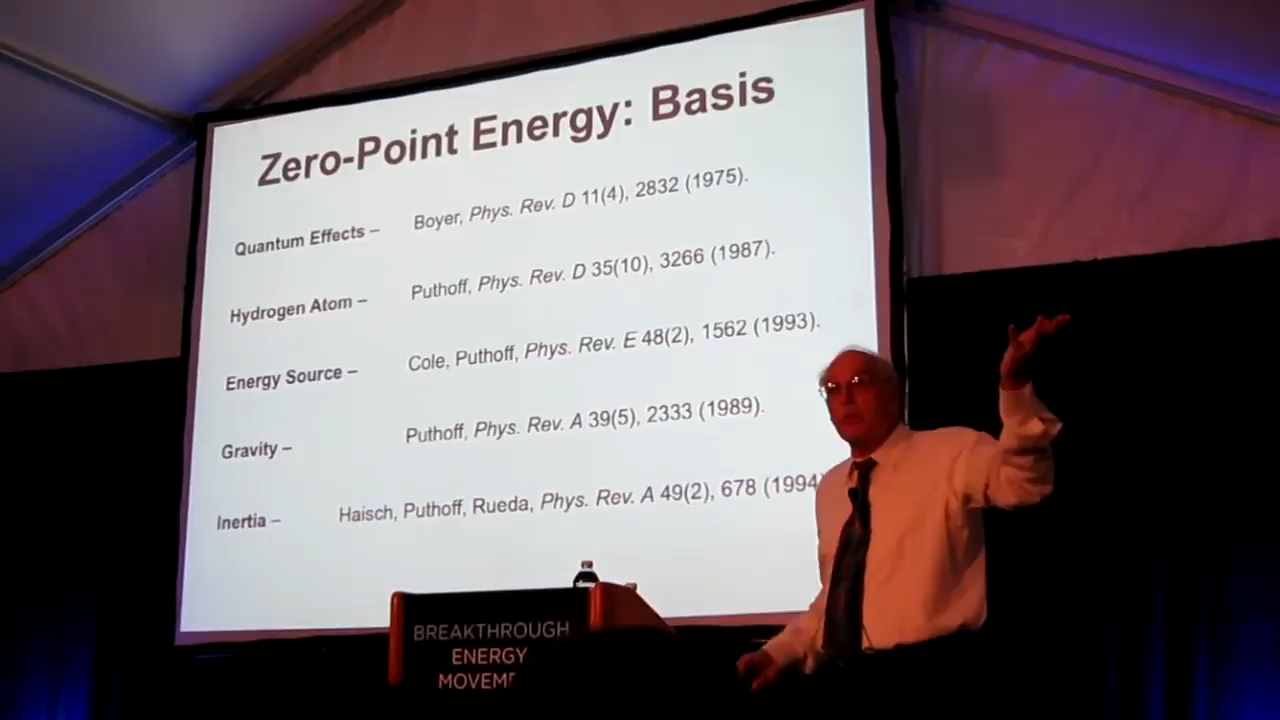 Zero-Point Energy: Basis
Quantum Effects – Boyer, Phys. Rev. D 11(4), 2832 (1975).
Hydrogen Atom – Puthoff, Phys. Rev. D 35(10), 3266 (1987).
Energy Source – Cole, Puthoff, Phys. Rev. E 48(2), 1562 (1993).
Gravity – Puthoff, Phys. Rev. A 39(5), 2333 (1989).
Inertia – Haisch, Puthoff, Rueda, Phys. Rev. A 49(2), 678 (1994
BREAKTHROUGH
ENERGY